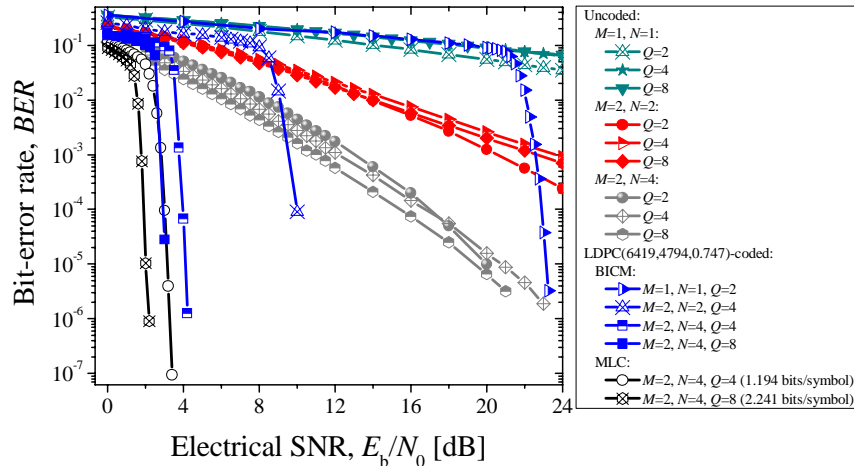 Bit-error rate, BER
10⁻¹
10⁻²
10⁻³
10⁻⁴
10⁻⁵
10⁻⁶
10⁻⁷
0 4 8 12 16 20 24
Electrical SNR, E_b/N_0 [dB]
Uncoded:
M=1, N=1:
Q=2
Q=4
Q=8
M=2, N=2:
Q=2
Q=4
Q=8
M=2, N=4:
Q=2
Q=4
Q=8
LDPC(6419,4794,0.747)-coded:
BICM:
M=1, N=1, Q=2
M=2, N=2, Q=4
M=2, N=4, Q=4
M=2, N=4, Q=8
MLC:
M=2, N=4, Q=4 (1.194 bits/symbol)
M=2, N=4, Q=8 (2.241 bits/symbol)